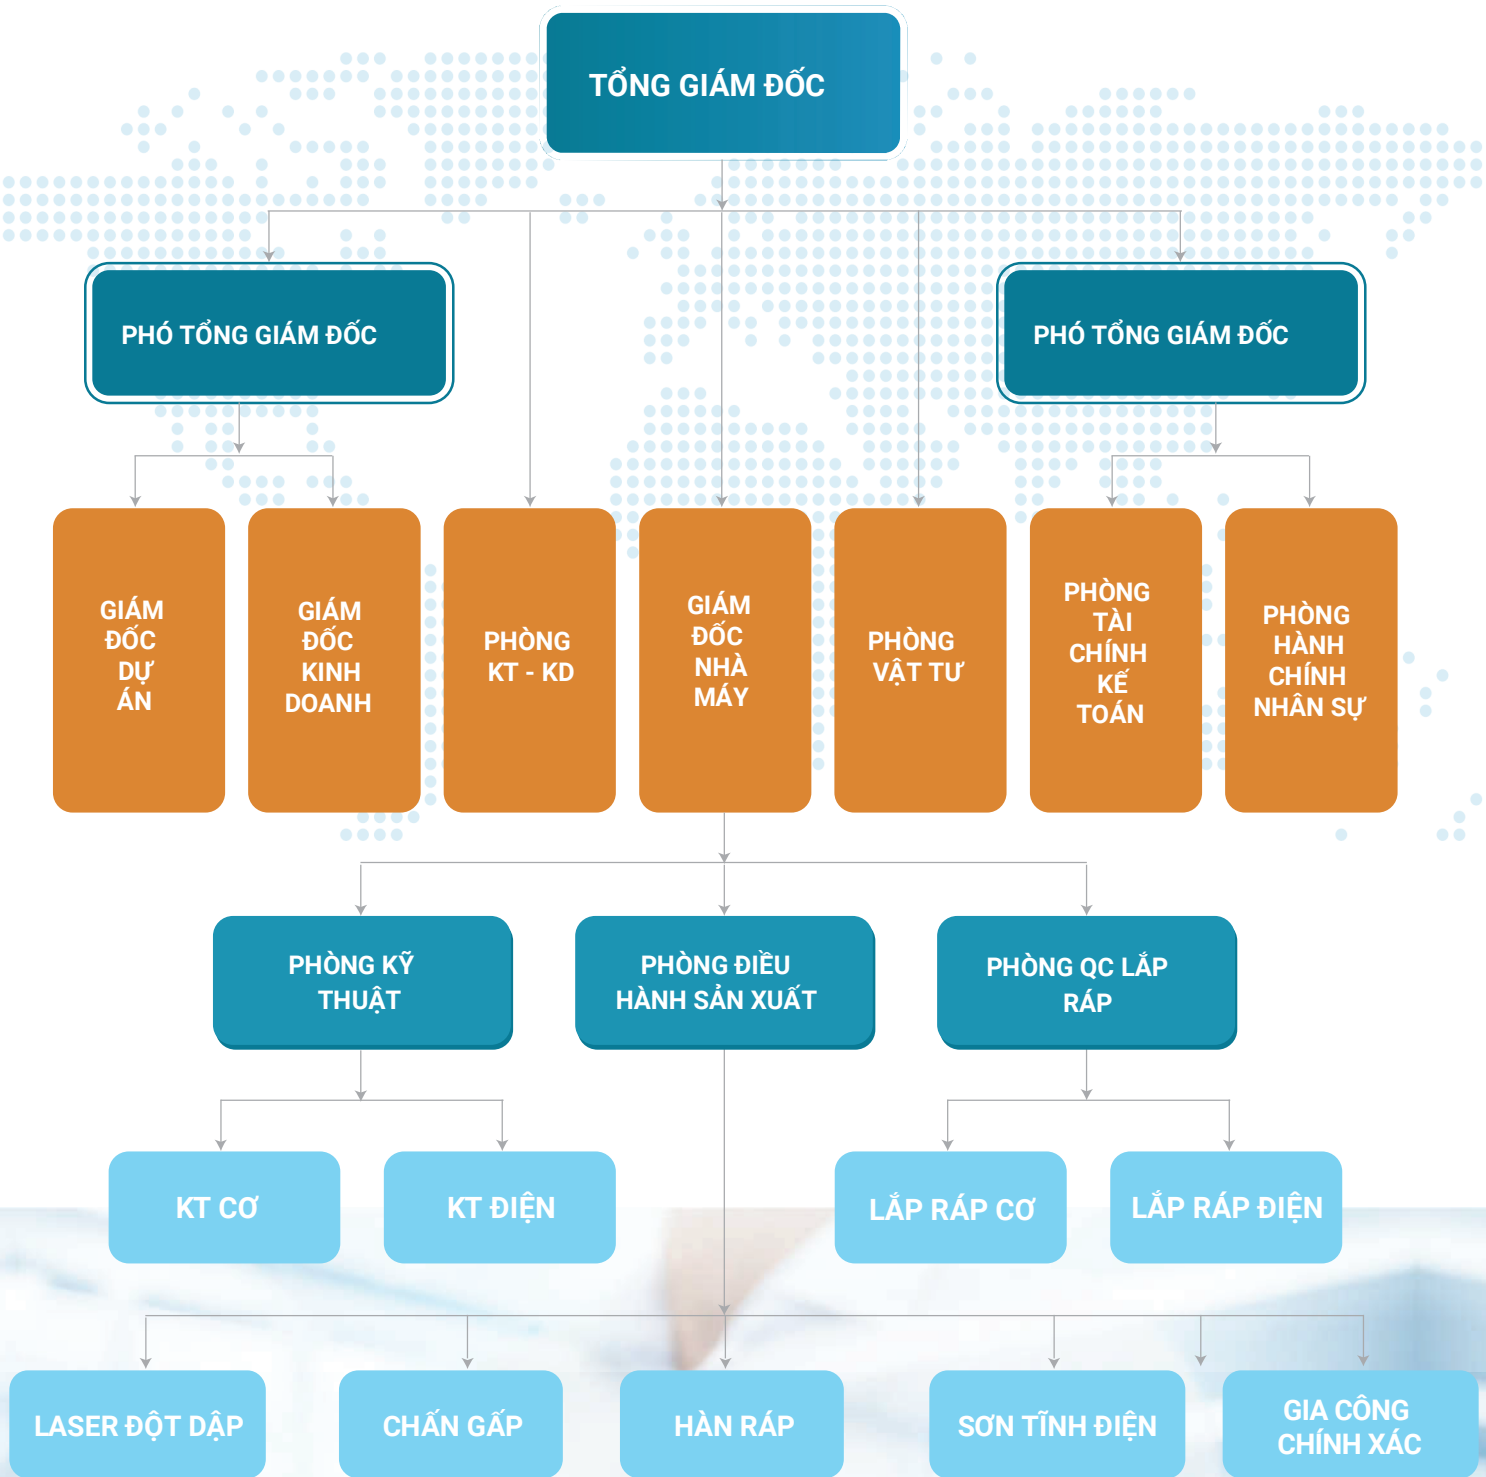 TỔNG GIÁM ĐỐC
PHÓ TỔNG GIÁM ĐỐC
PHÓ TỔNG GIÁM ĐỐC
GIÁM
ĐỐC
DỰ
ÁN
GIÁM
ĐỐC
KINH
DOANH
PHÒNG
KT - KD
GIÁM
ĐỐC
NHÀ
MÁY
PHÒNG
VẬT TƯ
PHÒNG
TÀI
CHÍNH
KẾ
TOÁN
PHÒNG
HÀNH
CHÍNH
NHÂN SỰ
PHÒNG KỸ
THUẬT
PHÒNG ĐIỀU
HÀNH SẢN XUẤT
PHÒNG QC LẮP
RÁP
KT CƠ
KT ĐIỆN
LẮP RÁP CƠ
LẮP RÁP ĐIỆN
LASER ĐỘT DẬP
CHẤN GẤP
HÀN RÁP
SƠN TĨNH ĐIỆN
GIA CÔNG
CHÍNH XÁC